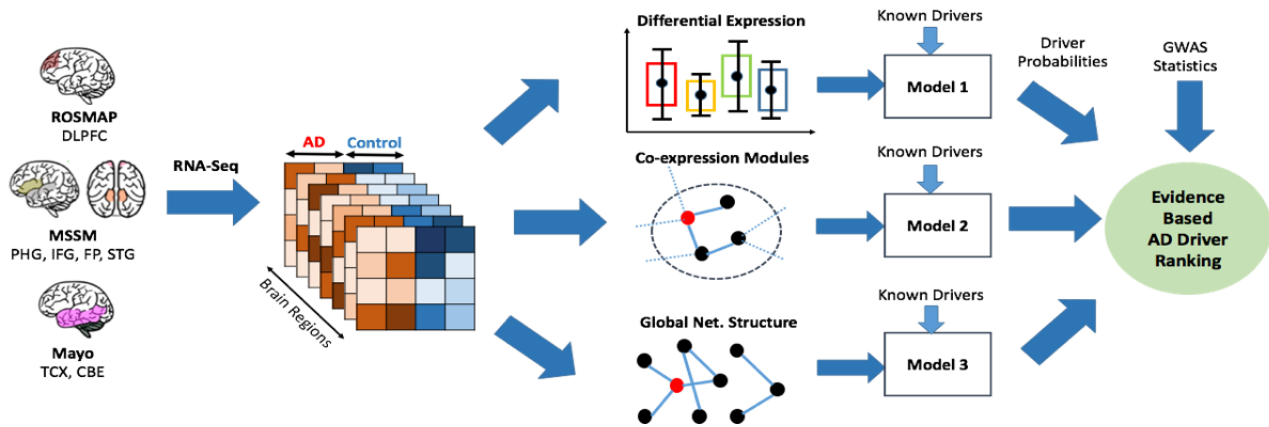 ROSMAP
DLPFC
MSSM
PHG, IFG, FP, STG
Mayo
TCX, CBE
RNA-Seq
AD
Control
Brain Regions
Differential Expression
Co-expression Modules
Global Net. Structure
Known Drivers
Model 1
Known Drivers
Model 2
Known Drivers
Model 3
Driver
Probabilities
GWAS
Statistics
Evidence
Based
AD Driver
Ranking